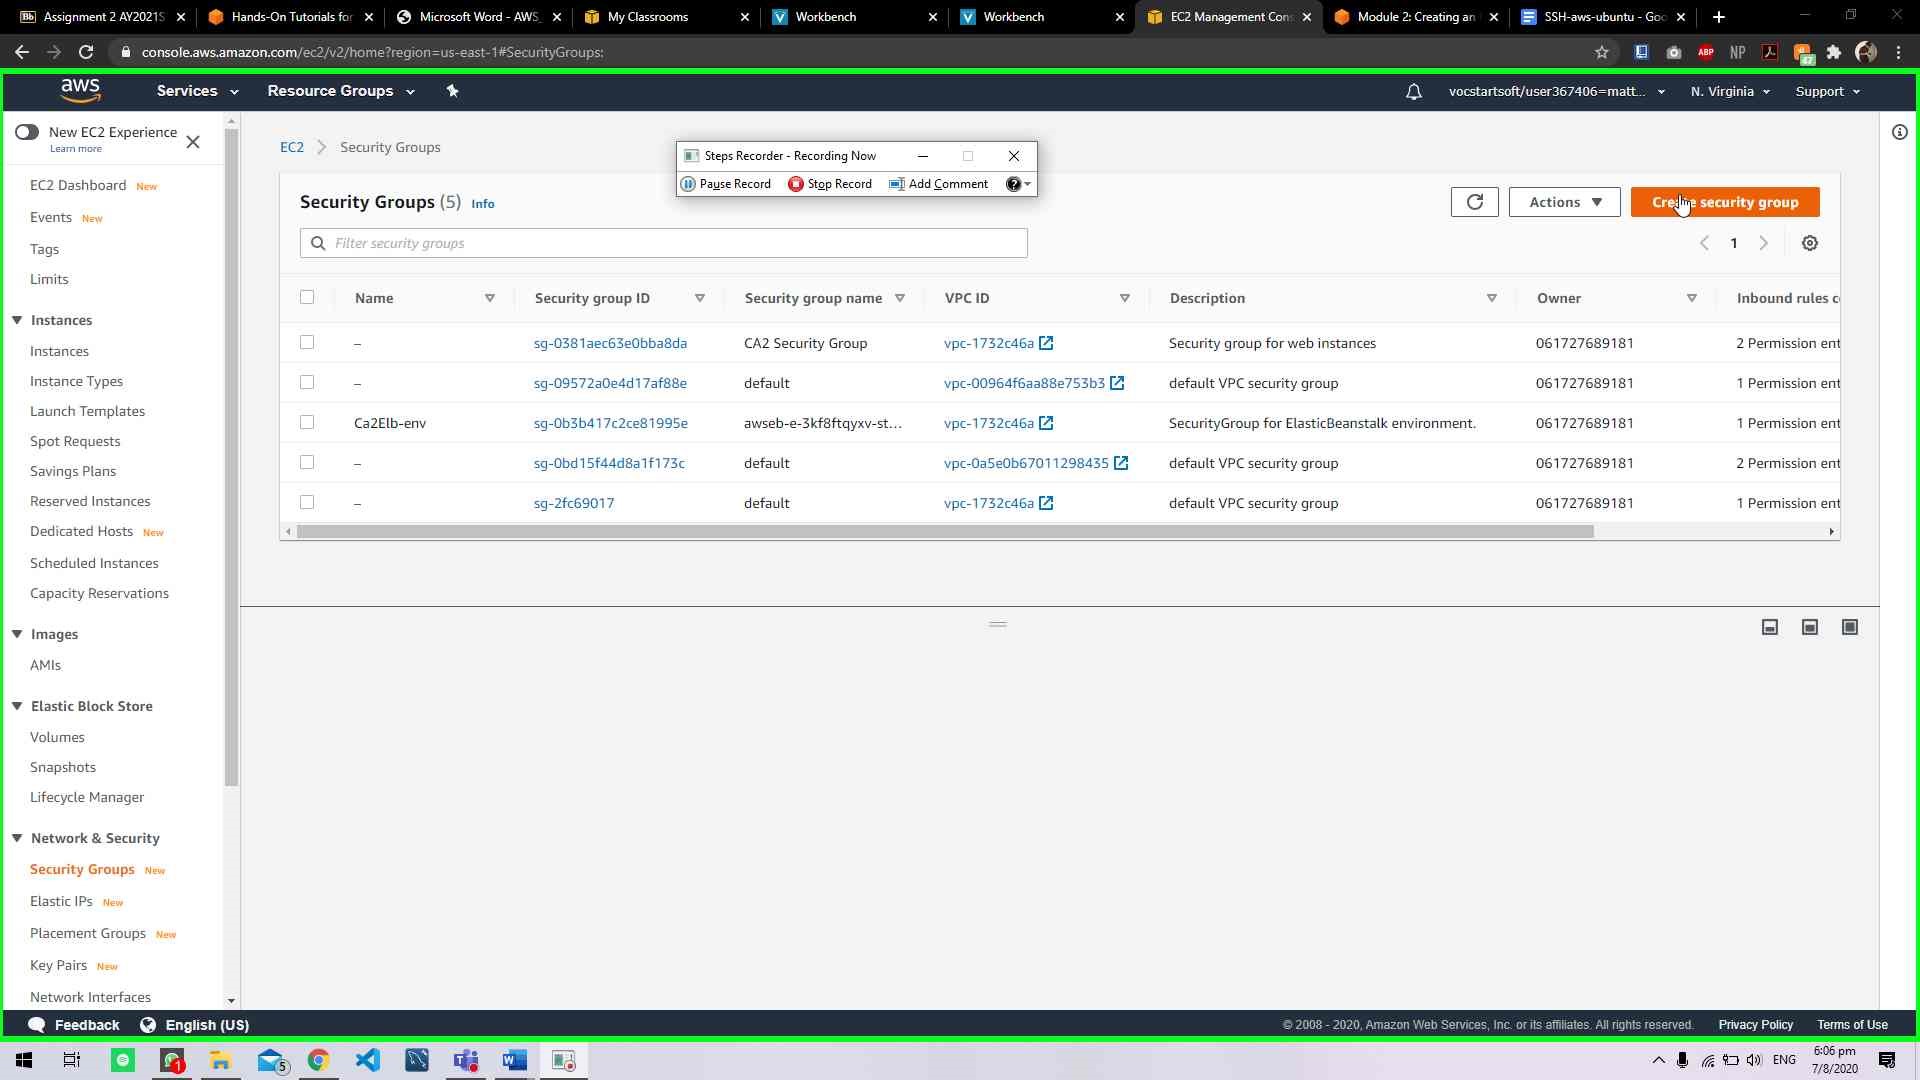 Assignment 2 AY2021S
Hands-On Tutorials for
Microsoft Word - AWS_
My Classrooms
Workbench
Workbench
EC2 Management Cons
Module 2: Creating an
SSH-aws-ubuntu - Goo
console.aws.amazon.com/ec2/v2/home?region=us-east-1#SecurityGroups:
ABP
NP
47
aws
Services
Resource Groups
vocstartsoft/user367406=matt...
N. Virginia
Support
New EC2 Experience
Learn more
EC2 Dashboard New
Events New
Tags
Limits
Instances
Instances
Instance Types
Launch Templates
Spot Requests
Savings Plans
Reserved Instances
Dedicated Hosts New
Scheduled Instances
Capacity Reservations
Images
AMIs
Elastic Block Store
Volumes
Snapshots
Lifecycle Manager
Network & Security
Security Groups New
Elastic IPs New
Placement Groups New
Key Pairs New
Network Interfaces
EC2 > Security Groups
Steps Recorder - Recording Now
Pause Record Stop Record Add Comment
Security Groups (5) Info
Actions
Create security group
Filter security groups
1
Name Security group ID Security group name VPC ID Description Owner Inbound rules c
– sg-0381aec63e0bba8da CA2 Security Group vpc-1732c46a Security group for web instances 061727689181 2 Permission ent
– sg-09572a0e4d17af88e default vpc-00964f6aa88e753b3 default VPC security group 061727689181 1 Permission ent
Ca2Elb-env sg-0b3b417c2ce81995e awseb-e-3kf8ftqyxv-st... vpc-1732c46a SecurityGroup for ElasticBeanstalk environment. 061727689181 1 Permission ent
– sg-0bd15f44d8a1f173c default vpc-0a5e0b67011298435 default VPC security group 061727689181 2 Permission ent
– sg-2fc69017 default vpc-1732c46a default VPC security group 061727689181 1 Permission ent
Feedback English (US)
© 2008 - 2020, Amazon Web Services, Inc. or its affiliates. All rights reserved. Privacy Policy Terms of Use
1
5
ENG
6:06 pm
7/8/2020